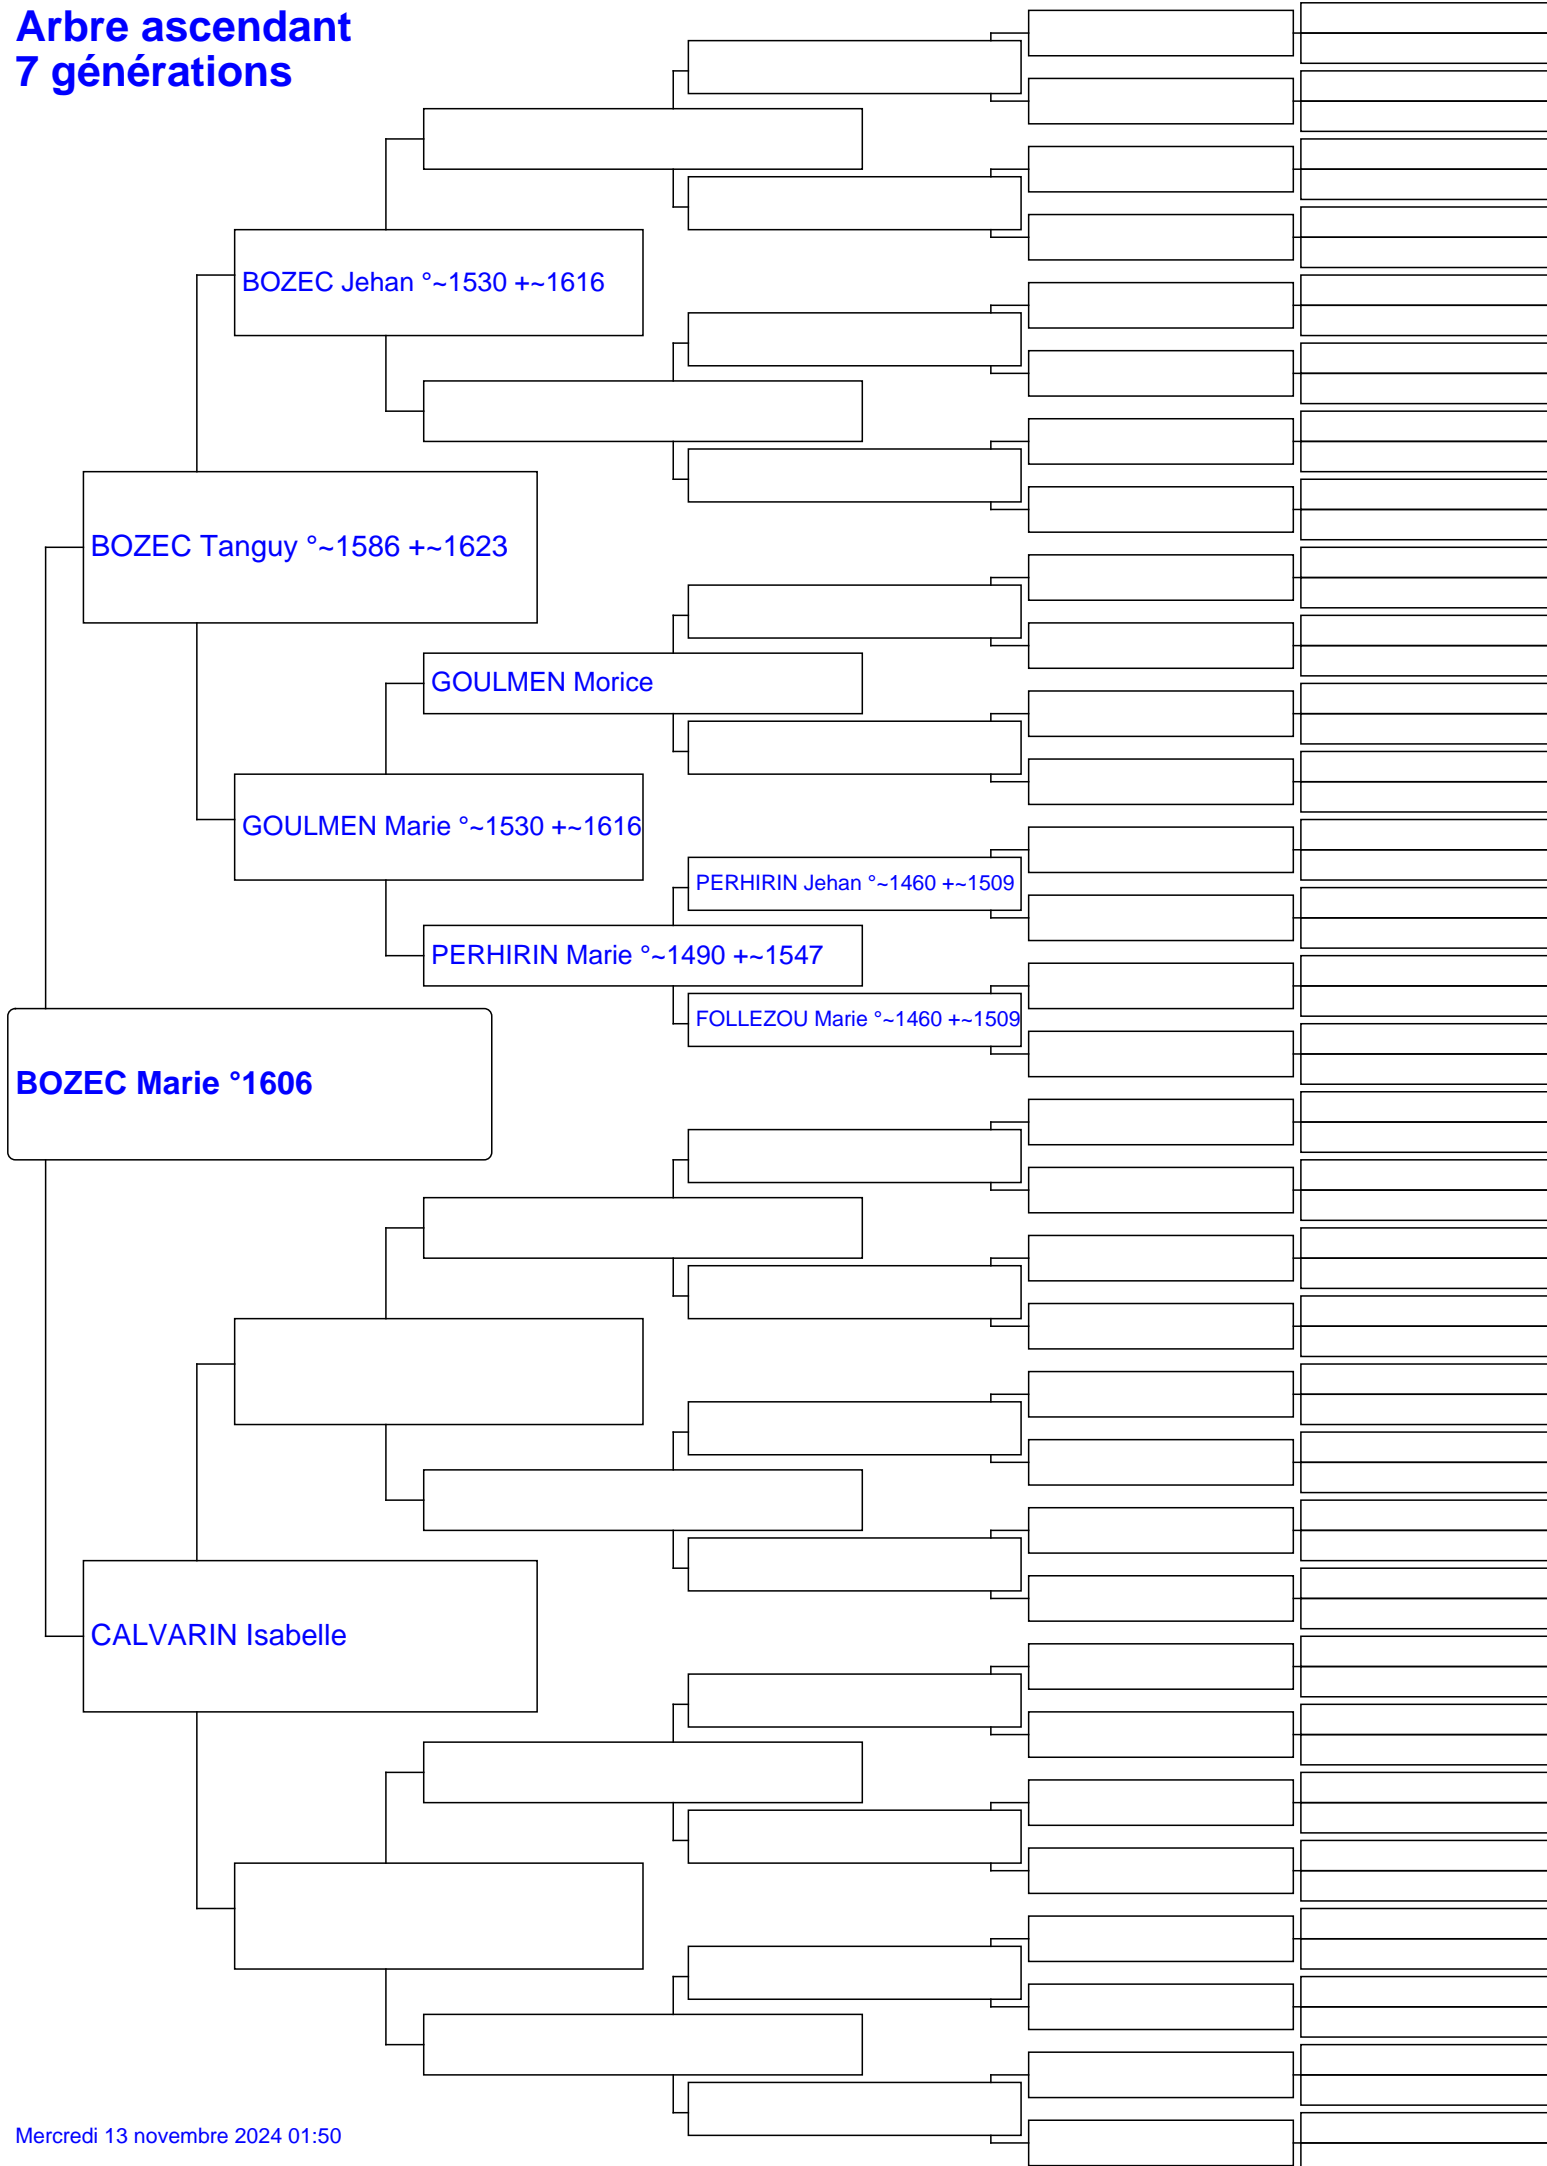 Arbre ascendant
7 générations
BOZEC Jehan °~1530 +~1616
BOZEC Tanguy °~1586 +~1623
GOULMEN Morice
GOULMEN Marie °~1530 +~1616
PERHIRIN Jehan °~1460 +~1509
PERHIRIN Marie °~1490 +~1547
FOLLEZOU Marie °~1460 +~1509
BOZEC Marie °1606
CALVARIN Isabelle
Mercredi 13 novembre 2024 01:50